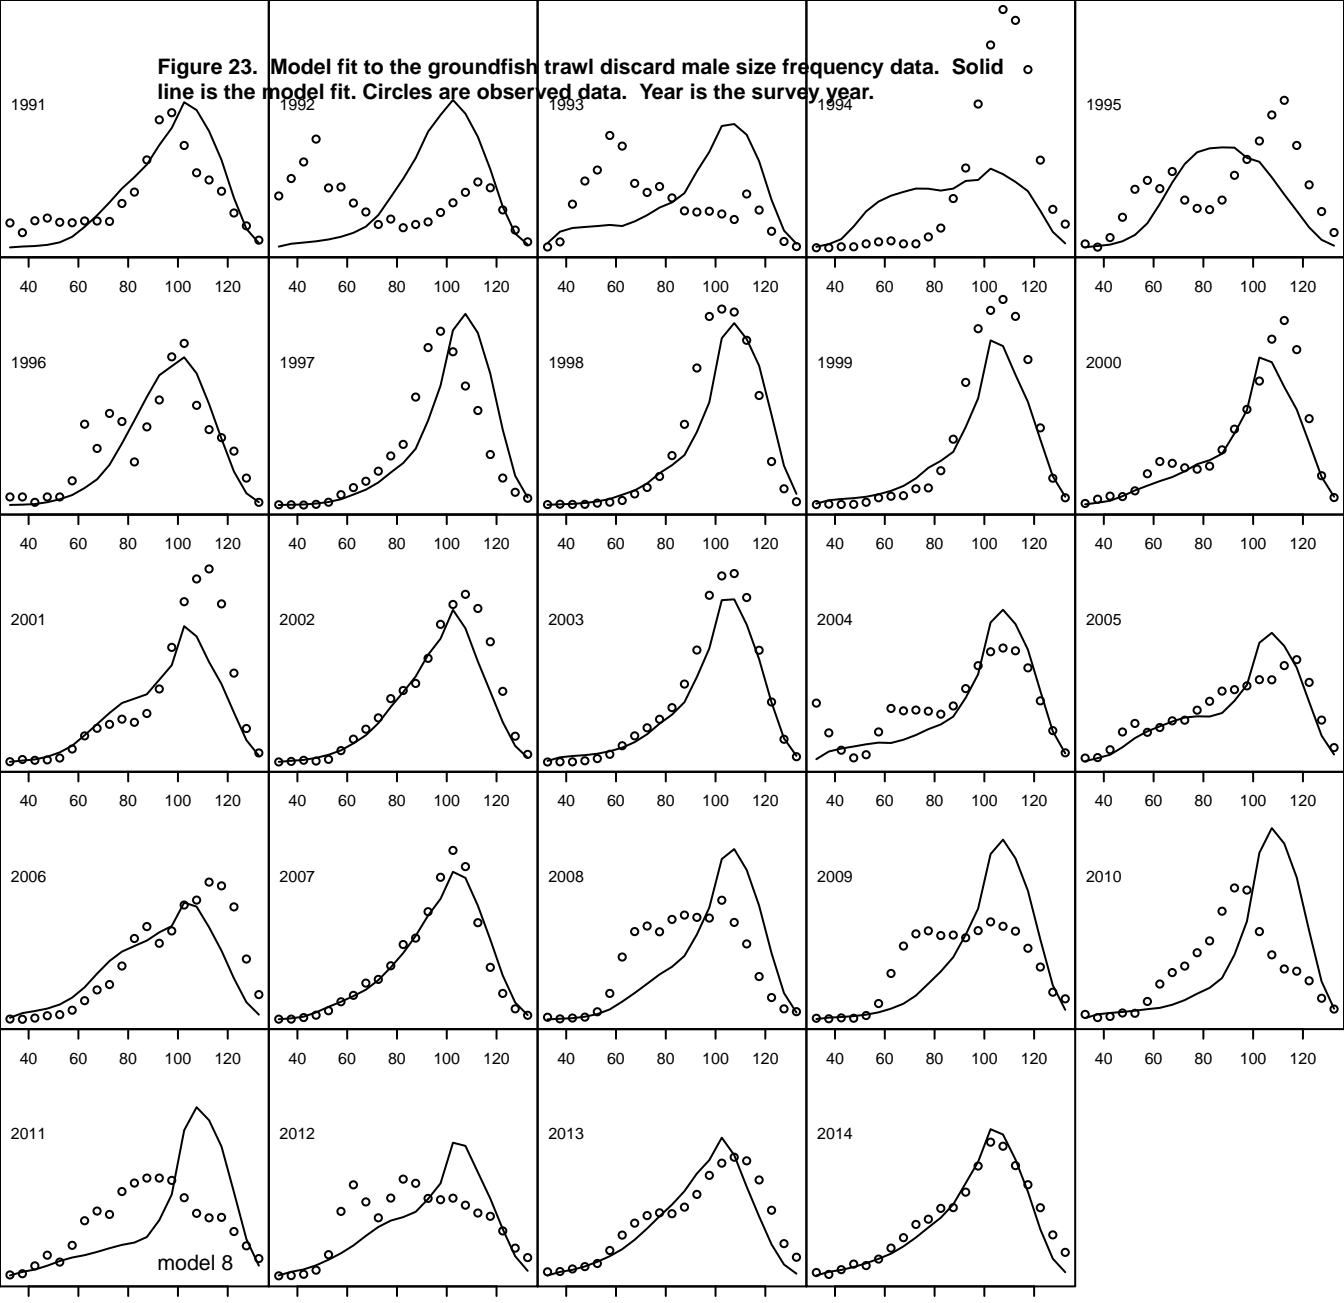 Figure 23.  Model fit to the groundfish trawl discard male size frequency data.  Solid
line is the model fit. Circles are observed data.  Year is the survey year.
1991 1992 1993 1994 1995
40 60 80 100 120 40 60 80 100 120 40 60 80 100 120 40 60 80 100 120 40 60 80 100 120
1996 1997 1998 1999 2000
40 60 80 100 120 40 60 80 100 120 40 60 80 100 120 40 60 80 100 120 40 60 80 100 120
2001 2002 2003 2004 2005
40 60 80 100 120 40 60 80 100 120 40 60 80 100 120 40 60 80 100 120 40 60 80 100 120
2006 2007 2008 2009 2010
40 60 80 100 120 40 60 80 100 120 40 60 80 100 120 40 60 80 100 120 40 60 80 100 120
2011 2012 2013 2014
model 8